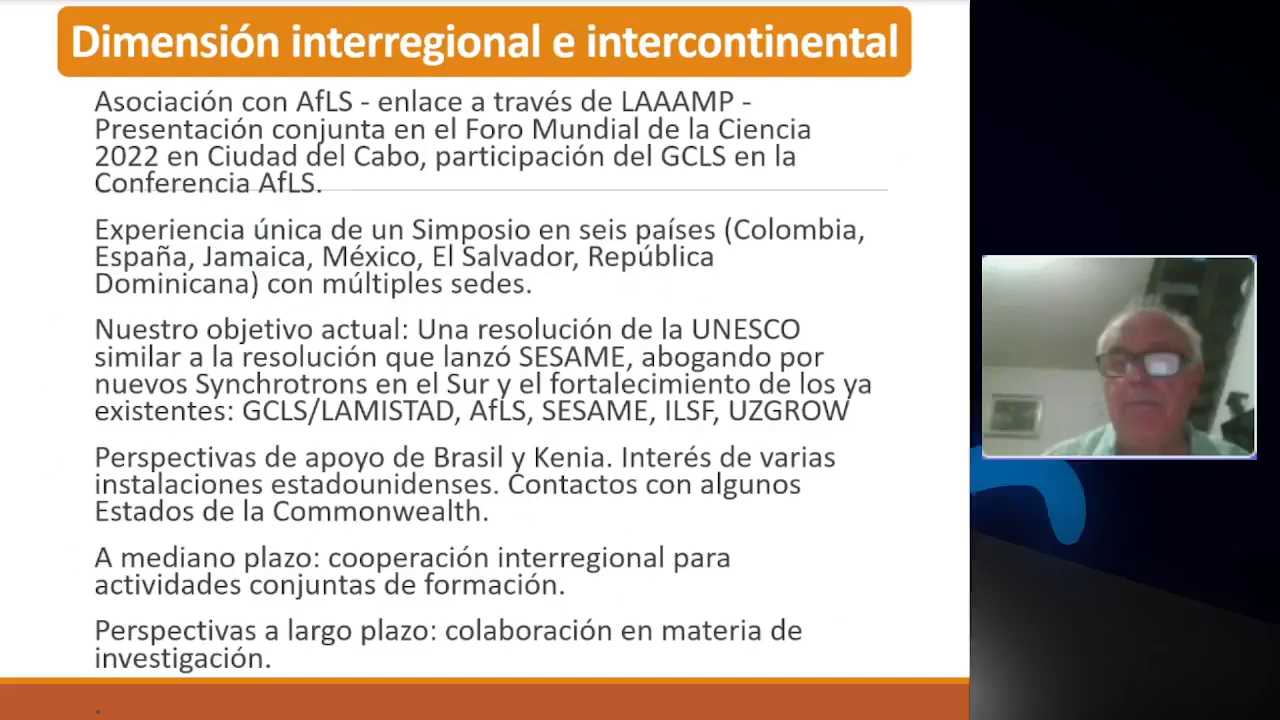 Dimensión interregional e intercontinental
Asociación con AfLS - enlace a través de LAAAMP -
Presentación conjunta en el Foro Mundial de la Ciencia
2022 en Ciudad del Cabo, participación del GCLS en la
Conferencia AfLS.
Experiencia única de un Simposio en seis países (Colombia,
España, Jamaica, México, El Salvador, República
Dominicana) con múltiples sedes.
Nuestro objetivo actual: Una resolución de la UNESCO
similar a la resolución que lanzó SESAME, abogando por
nuevos Synchrotrons en el Sur y el fortalecimiento de los ya
existentes: GCLS/LAMISTAD, AfLS, SESAME, ILSF, UZGROW
Perspectivas de apoyo de Brasil y Kenia. Interés de varias
instalaciones estadounidenses. Contactos con algunos
Estados de la Commonwealth.
A mediano plazo: cooperación interregional para
actividades conjuntas de formación.
Perspectivas a largo plazo: colaboración en materia de
investigación.
.